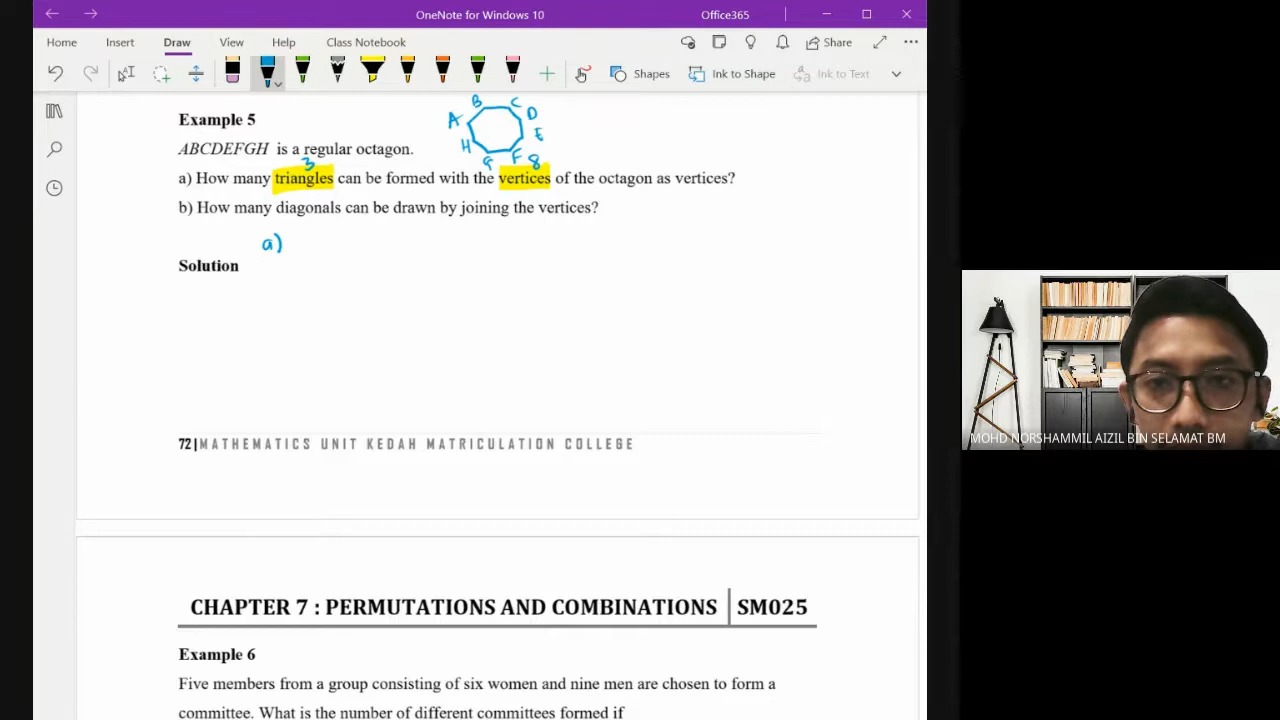 OneNote for Windows 10
Office365
Home Insert Draw View Help Class Notebook
Share
Shapes Ink to Shape Ink to Text
Example 5
B C
A D
E
H
G F
ABCDEFGH is a regular octagon.
3 8
a) How many triangles can be formed with the vertices of the octagon as vertices?
b) How many diagonals can be drawn by joining the vertices?
a)
Solution
72|MATHEMATICS UNIT KEDAH MATRICULATION COLLEGE
CHAPTER 7 : PERMUTATIONS AND COMBINATIONS SM025
Example 6
Five members from a group consisting of six women and nine men are chosen to form a
committee. What is the number of different committees formed if
MOHD NORSHAMMIL AIZIL BIN SELAMAT BM